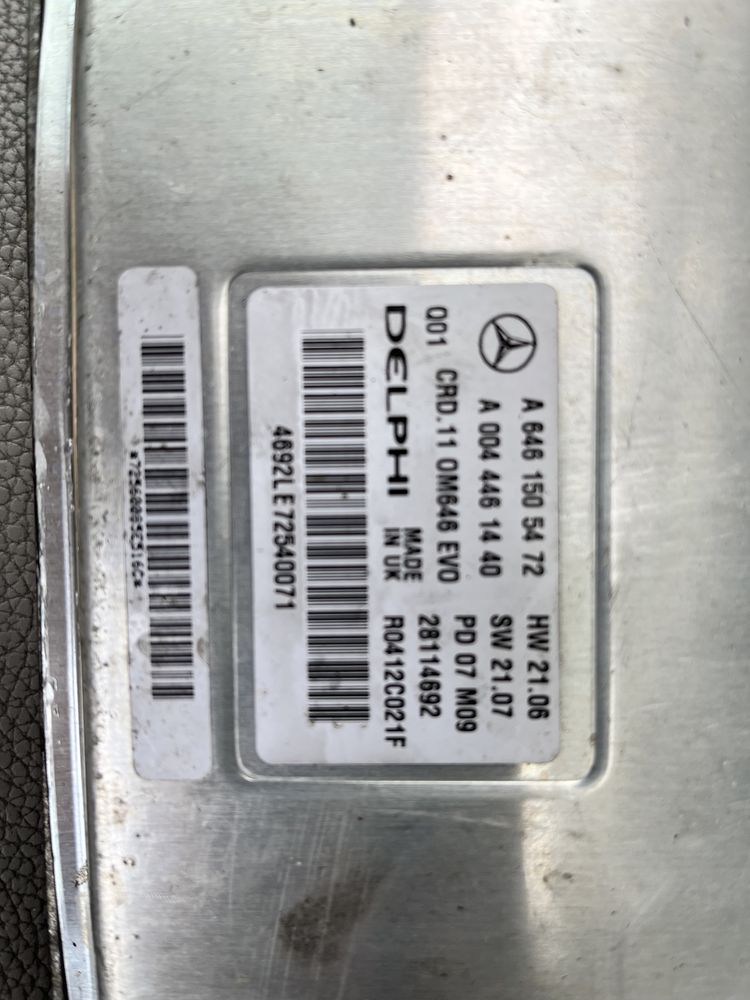 A 646 150 54 72 HW 21.06
A 004 446 14 40 SW 21.07
001 CRD.11 OM646 EVO PD 07 M09
DELPHI MADE IN UK 28114692
R0412C021F
4692LE72540071